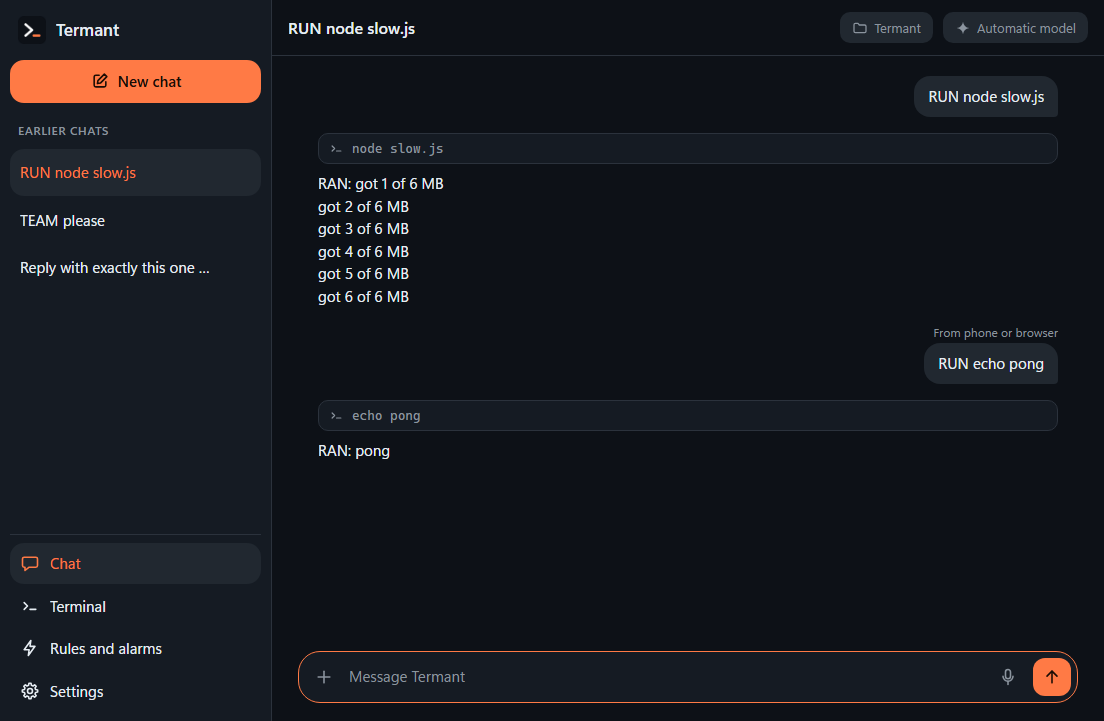 Termant
New chat
EARLIER CHATS
RUN node slow.js
TEAM please
Reply with exactly this one ...
Chat
Terminal
Rules and alarms
Settings
RUN node slow.js
Termant
Automatic model
RUN node slow.js
node slow.js
RAN: got 1 of 6 MB
got 2 of 6 MB
got 3 of 6 MB
got 4 of 6 MB
got 5 of 6 MB
got 6 of 6 MB
From phone or browser
RUN echo pong
echo pong
RAN: pong
Message Termant